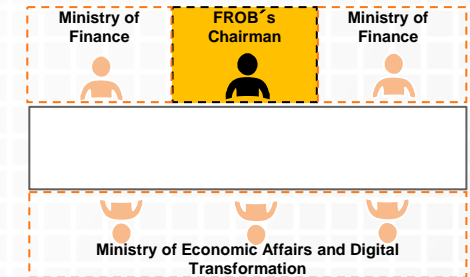 Ministry of
Finance
FROB´s
Chairman
Ministry of
Finance
Ministry of Economic Affairs and Digital
Transformation